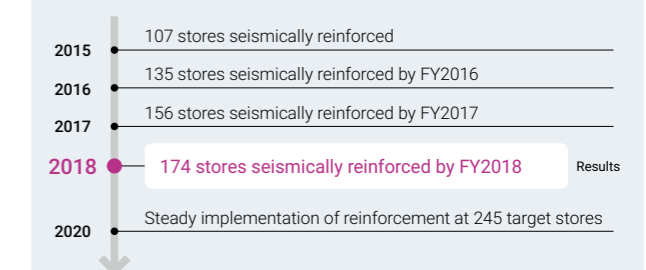 107 stores seismically reinforced
2015
135 stores seismically reinforced by FY2016
2016
156 stores seismically reinforced by FY2017
2017
2018 174 stores seismically reinforced by FY2018 Results
Steady implementation of reinforcement at 245 target stores
2020